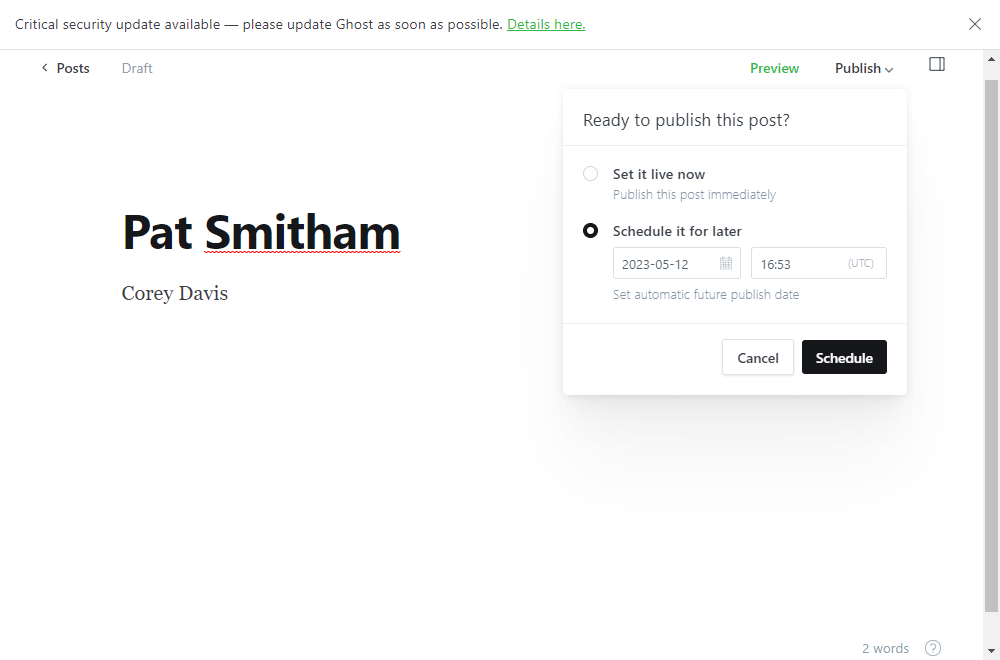 Critical security update available — please update Ghost as soon as possible. Details here.
Posts Draft Preview Publish
Ready to publish this post?
Set it live now
Publish this post immediately
Schedule it for later
2023-05-12 16:53 (UTC)
Set automatic future publish date
Cancel Schedule
Pat Smitham
Corey Davis
2 words ?